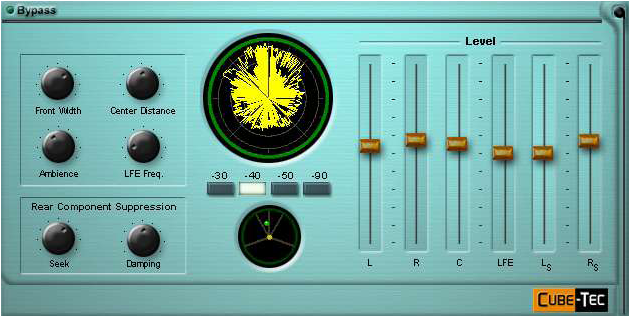 Bypass
Level
Front Width
Center Distance
Ambience
LFE Freq.
-30 -40 -50 -90
Rear Component Suppression
Seek
Damping
L R C LFE LS RS
CUBE-TEC